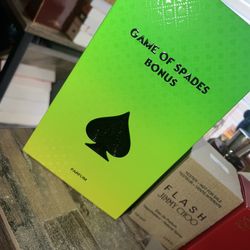 GAME OF SPADES
BONUS
PARFUM
FLASH
JIMMY CHOO